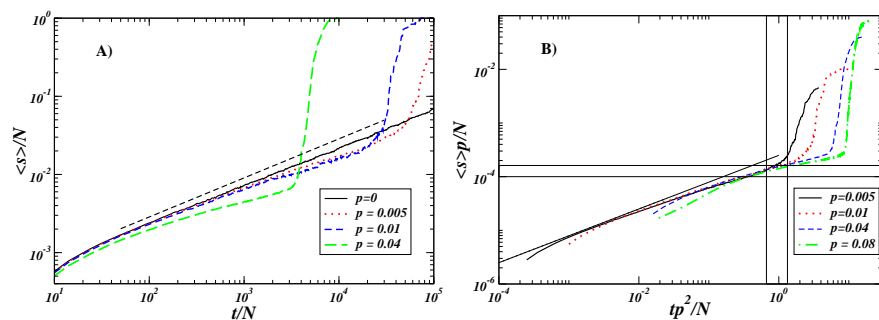 A)
<s>/N
10^0
10^-1
10^-2
10^-3
p=0
p = 0.005
p = 0.01
p = 0.04
10^1
10^2
10^3
10^4
10^5
t/N
B)
<s>p/N
10^-2
10^-4
10^-6
p=0.005
p=0.01
p=0.04
p = 0.08
10^-4
10^-2
10^0
tp^2/N